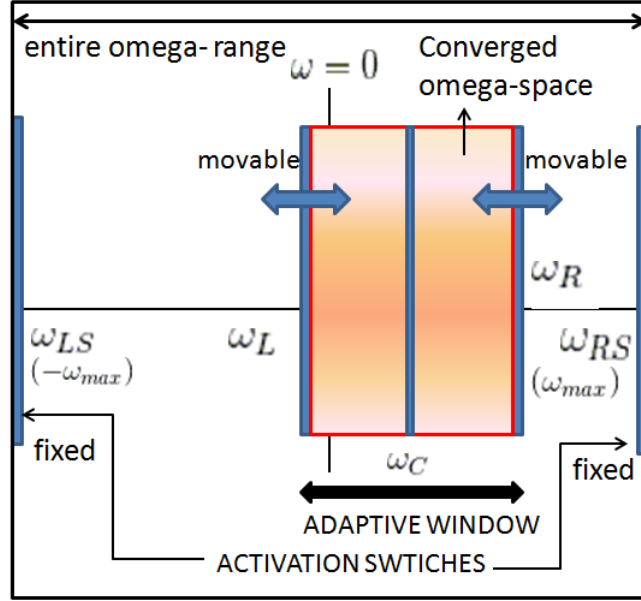 entire omega- range
ω = 0
Converged
omega-space
movable
movable
ω_R
ω_LS
(−ω_max)
ω_L
ω_RS
(ω_max)
fixed
ω_C
fixed
ADAPTIVE WINDOW
ACTIVATION SWTICHES